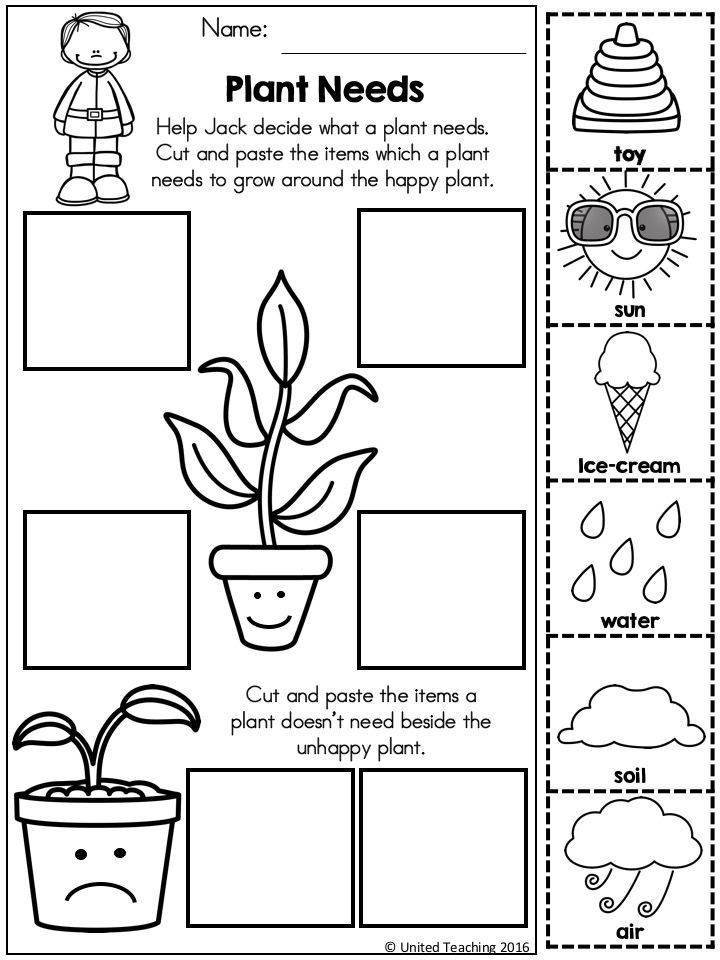 Name:
Plant Needs
Help Jack decide what a plant needs.
Cut and paste the items which a plant
needs to grow around the happy plant.
Cut and paste the items a
plant doesn't need beside the
unhappy plant.
© United Teaching 2016
toy
sun
Ice-cream
water
soil
air